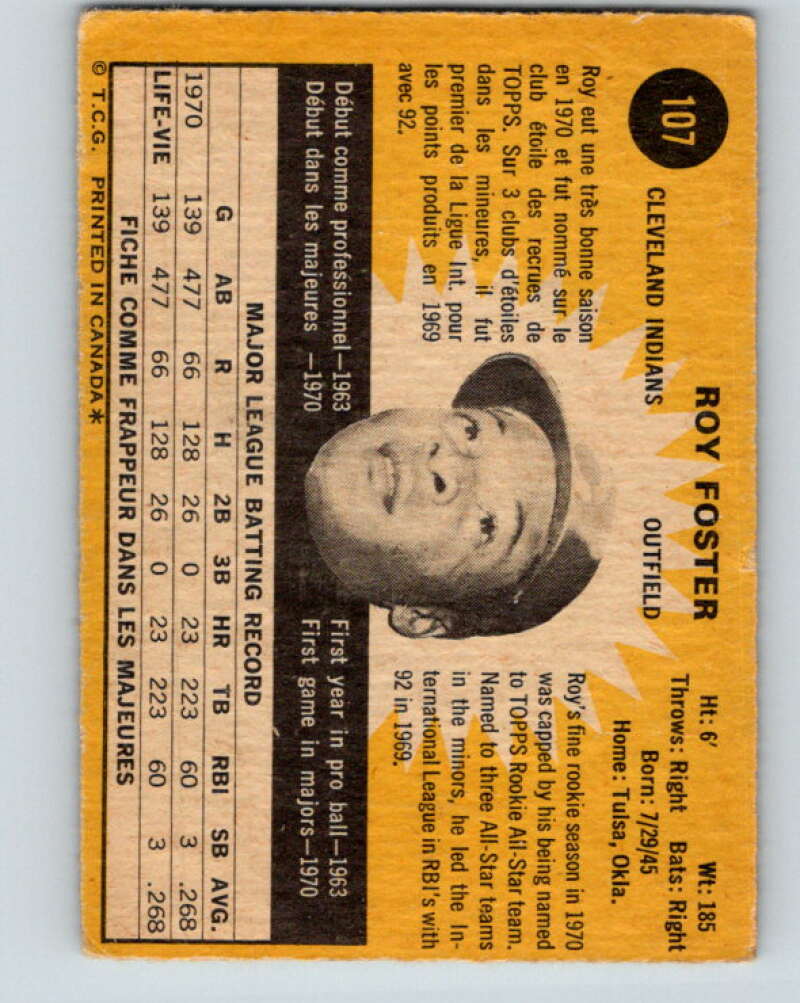 107
ROY FOSTER
CLEVELAND INDIANS
OUTFIELD
Ht: 6′ Wt: 185
Throws: Right Bats: Right
Born: 7/29/45
Home: Tulsa, Okla.
Roy eut une très bonne saison
en 1970 et fut nommé sur le
club étoile des recrues de
TOPPS. Sur 3 clubs d'étoiles
dans les mineures, il fut
premier de la Ligue Int. pour
les points produits en 1969
avec 92.
Roy's fine rookie season in 1970
was capped by his being named
to TOPPS Rookie All-Star team.
Named to three All-Star teams
in the minors, he led the In-
ternational League in RBI's with
92 in 1969.
Début comme professionnel—1963
Début dans les majeures —1970
First year in pro ball—1963
First game in majors—1970
MAJOR LEAGUE BATTING RECORD
G AB R H 2B 3B HR TB RBI SB AVG.
1970 139 477 66 128 26 0 23 223 60 3 .268
LIFE-VIE 139 477 66 128 26 0 23 223 60 3 .268
FICHE COMME FRAPPEUR DANS LES MAJEURES
© T.C.G. PRINTED IN CANADA *